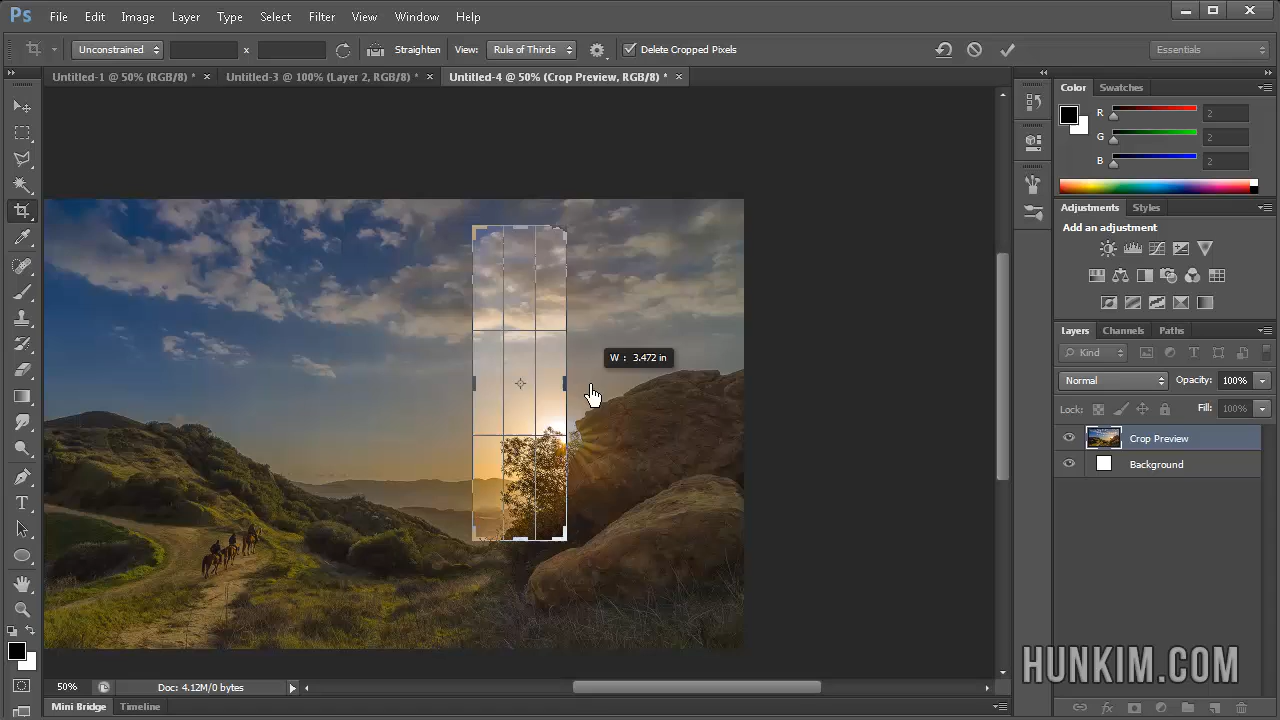 Ps File Edit Image Layer Type Select Filter View Window Help
Unconstrained x Straighten View: Rule of Thirds Delete Cropped Pixels Essentials
Untitled-1 @ 50% (RGB/8) * × Untitled-3 @ 100% (Layer 2, RGB/8) * × Untitled-4 @ 50% (Crop Preview, RGB/8) * ×
Color Swatches
R 2
G 2
B 2
Adjustments Styles
Add an adjustment
W : 3.472 in
Layers Channels Paths
Kind
Normal Opacity: 100%
Lock: Fill: 100%
Crop Preview
Background
HUNKIM.COM
50% Doc: 4.12M/0 bytes
Mini Bridge Timeline